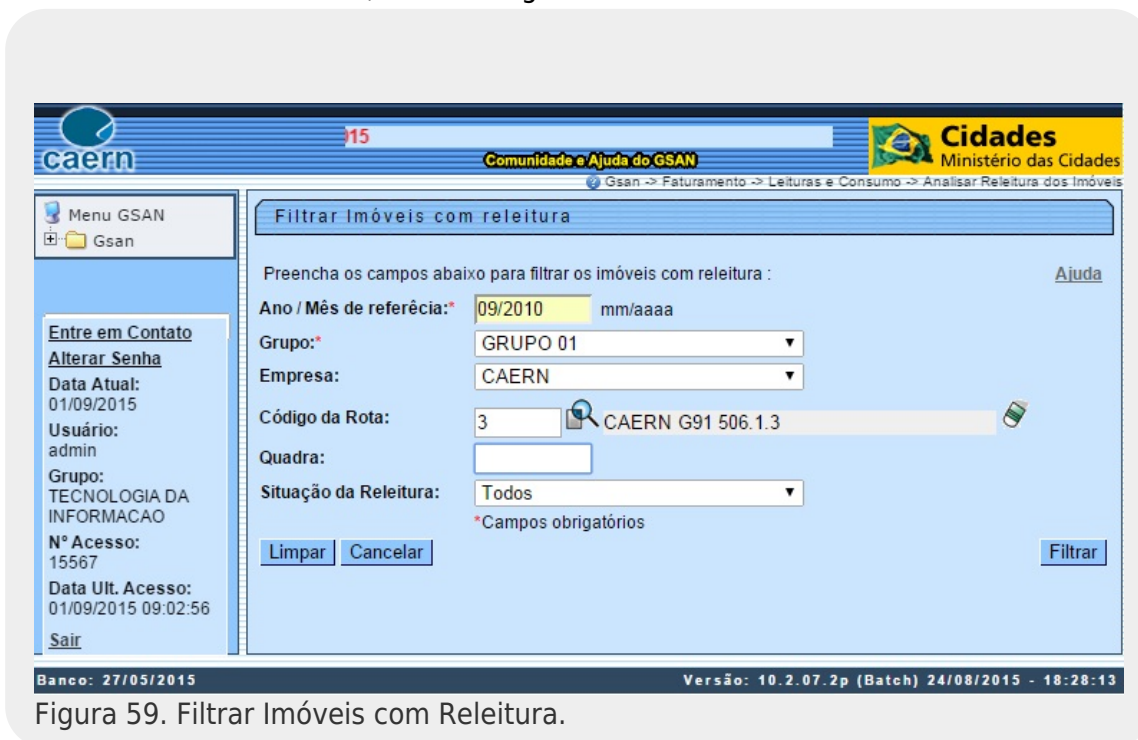 )15
caern
Comunidade e Ajuda do GSAN
Cidades
Ministério das Cidades
Gsan -> Faturamento -> Leituras e Consumo -> Analisar Releitura dos Imóveis
Menu GSAN
Gsan
Entre em Contato
Alterar Senha
Data Atual:
01/09/2015
Usuário:
admin
Grupo:
TECNOLOGIA DA
INFORMACAO
Nº Acesso:
15567
Data Ult. Acesso:
01/09/2015 09:02:56
Sair
Filtrar Imóveis com releitura
Preencha os campos abaixo para filtrar os imóveis com releitura : Ajuda
Ano / Mês de referêcia:* 09/2010 mm/aaaa
Grupo:* GRUPO 01
Empresa: CAERN
Código da Rota: 3 CAERN G91 506.1.3
Quadra:
Situação da Releitura: Todos
*Campos obrigatórios
Limpar Cancelar Filtrar
Banco: 27/05/2015 Versão: 10.2.07.2p (Batch) 24/08/2015 - 18:28:13
Figura 59. Filtrar Imóveis com Releitura.